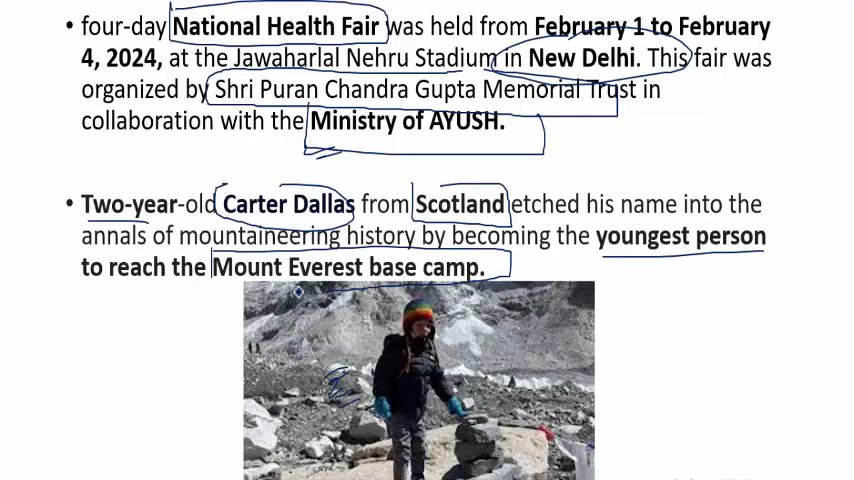 • four-day National Health Fair was held from February 1 to February
4, 2024, at the Jawaharlal Nehru Stadium in New Delhi. This fair was
organized by Shri Puran Chandra Gupta Memorial Trust in
collaboration with the Ministry of AYUSH.
• Two-year-old Carter Dallas from Scotland etched his name into the
annals of mountaineering history by becoming the youngest person
to reach the Mount Everest base camp.